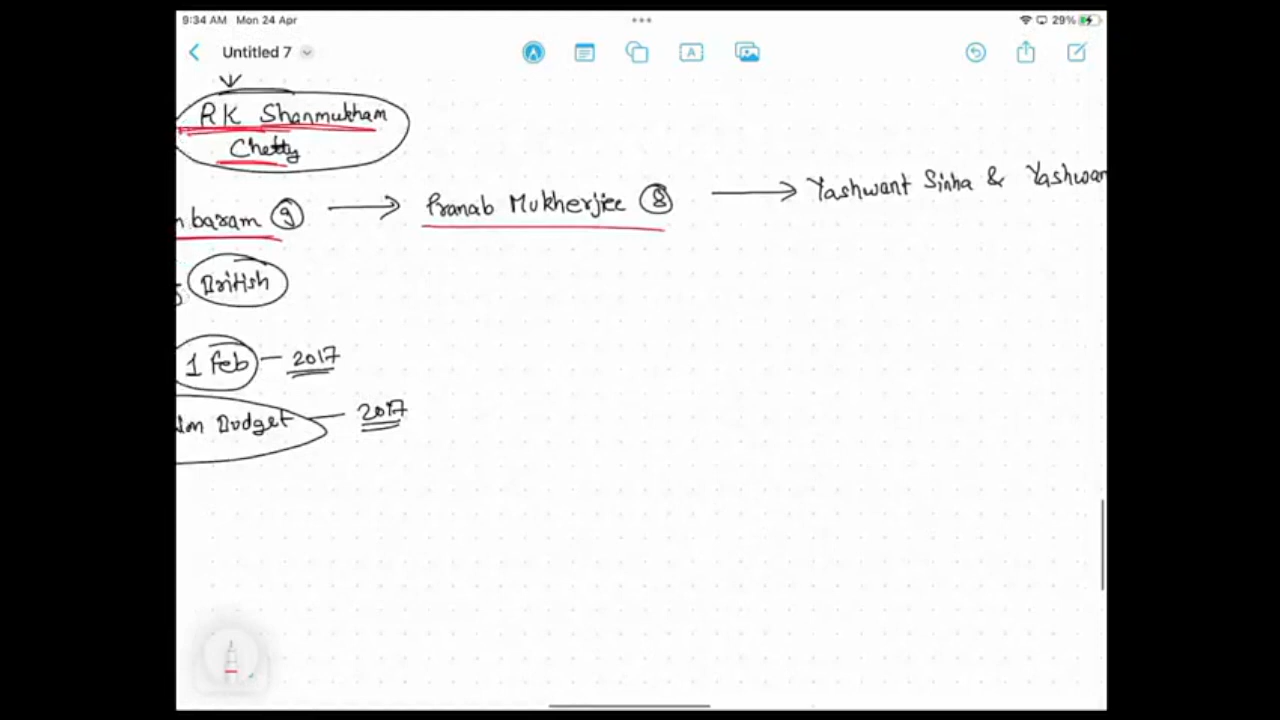 9:34 AM Mon 24 Apr
29%
Untitled 7
A
RK Shanmukham
Chetty
mbaram 9 → Pranab Mukherjee 8 → Yashwant Sinha & Yashwan
British
1 Feb - 2017
Budget - 2017